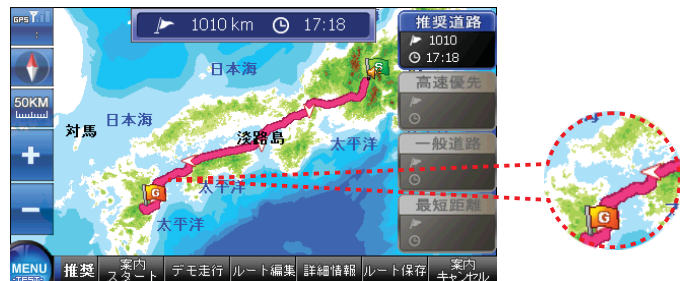 GPS
1010 km 17:18
推奨道路
1010
17:18
高速優先
一般道路
最短距離
50KM
日本海
日本海
対馬
淡路島
太平洋
太平洋
太平洋
S
G
G
MENU
-TEST-
推奨
案内
スタート
デモ走行
ルート編集
詳細情報
ルート保存
案内
キャンセル